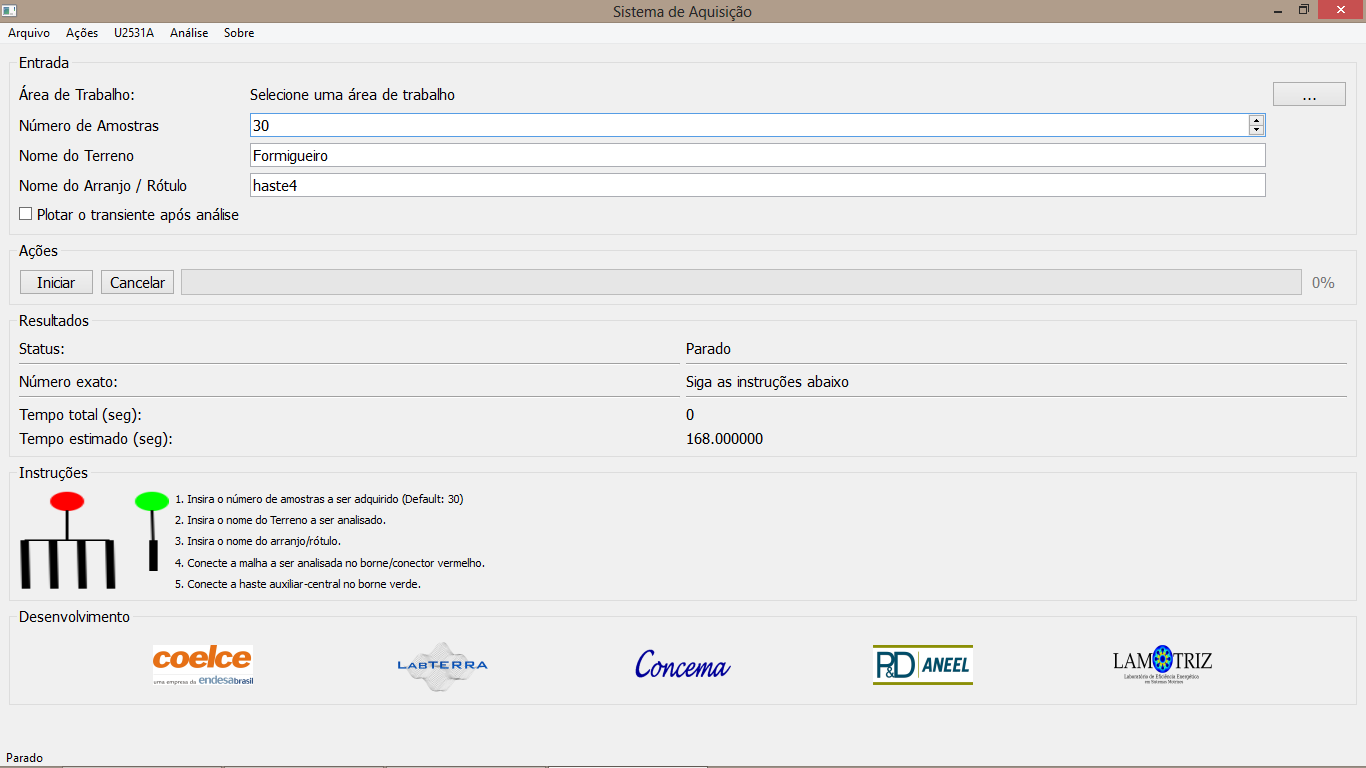 Sistema de Aquisição
Arquivo Ações U2531A Análise Sobre
Entrada
Área de Trabalho: Selecione uma área de trabalho ...
Número de Amostras 30
Nome do Terreno Formigueiro
Nome do Arranjo / Rótulo haste4
Plotar o transiente após análise
Ações
Iniciar Cancelar 0%
Resultados
Status: Parado
Número exato: Siga as instruções abaixo
Tempo total (seg): 0
Tempo estimado (seg): 168.000000
Instruções
1. Insira o número de amostras a ser adquirido (Default: 30)
2. Insira o nome do Terreno a ser analisado.
3. Insira o nome do arranjo/rótulo.
4. Conecte a malha a ser analisada no borne/conector vermelho.
5. Conecte a haste auxiliar-central no borne verde.
Desenvolvimento
coelce
uma empresa da endesabrasil
LABTERRA
Concema
P&D ANEEL
LAMOTRIZ
Laboratório de Eficiência Energética
em Sistemas Motrizes
Parado